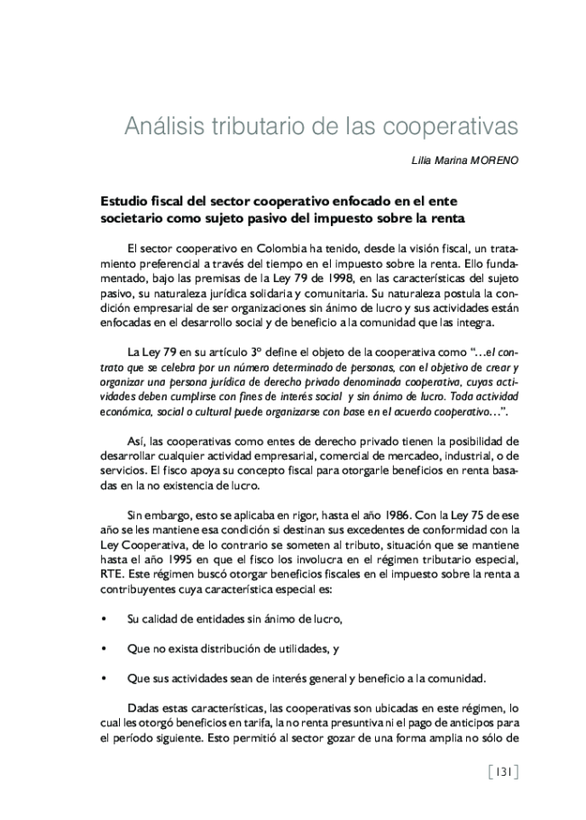 Análisis tributario de las cooperativas
Lilia Marina MORENO
Estudio fiscal del sector cooperativo enfocado en el ente
societario como sujeto pasivo del impuesto sobre la renta
El sector cooperativo en Colombia ha tenido, desde la visión fiscal, un trata-
miento preferencial a través del tiempo en el impuesto sobre la renta. Ello funda-
mentado, bajo las premisas de la Ley 79 de 1998, en las características del sujeto
pasivo, su naturaleza jurídica solidaria y comunitaria. Su naturaleza postula la con-
dición empresarial de ser organizaciones sin ánimo de lucro y sus actividades están
enfocadas en el desarrollo social y de beneficio a la comunidad que las integra.
La Ley 79 en su artículo 3º define el objeto de la cooperativa como “…el con-
trato que se celebra por un número determinado de personas, con el objetivo de crear y
organizar una persona jurídica de derecho privado denominada cooperativa, cuyas acti-
vidades deben cumplirse con fines de interés social y sin ánimo de lucro. Toda actividad
económica, social o cultural puede organizarse con base en el acuerdo cooperativo…”.
Así, las cooperativas como entes de derecho privado tienen la posibilidad de
desarrollar cualquier actividad empresarial, comercial de mercadeo, industrial, o de
servicios. El fisco apoya su concepto fiscal para otorgarle beneficios en renta basa-
das en la no existencia de lucro.
Sin embargo, esto se aplicaba en rigor, hasta el año 1986. Con la Ley 75 de ese
año se les mantiene esa condición si destinan sus excedentes de conformidad con la
Ley Cooperativa, de lo contrario se someten al tributo, situación que se mantiene
hasta el año 1995 en que el fisco los involucra en el régimen tributario especial,
RTE. Este régimen buscó otorgar beneficios fiscales en el impuesto sobre la renta a
contribuyentes cuya característica especial es:
• Su calidad de entidades sin ánimo de lucro,
• Que no exista distribución de utilidades, y
• Que sus actividades sean de interés general y beneficio a la comunidad.
Dadas estas características, las cooperativas son ubicadas en este régimen, lo
cual les otorgó beneficios en tarifa, la no renta presuntiva ni el pago de anticipos para
el período siguiente. Esto permitió al sector gozar de una forma amplia no sólo de
[131]